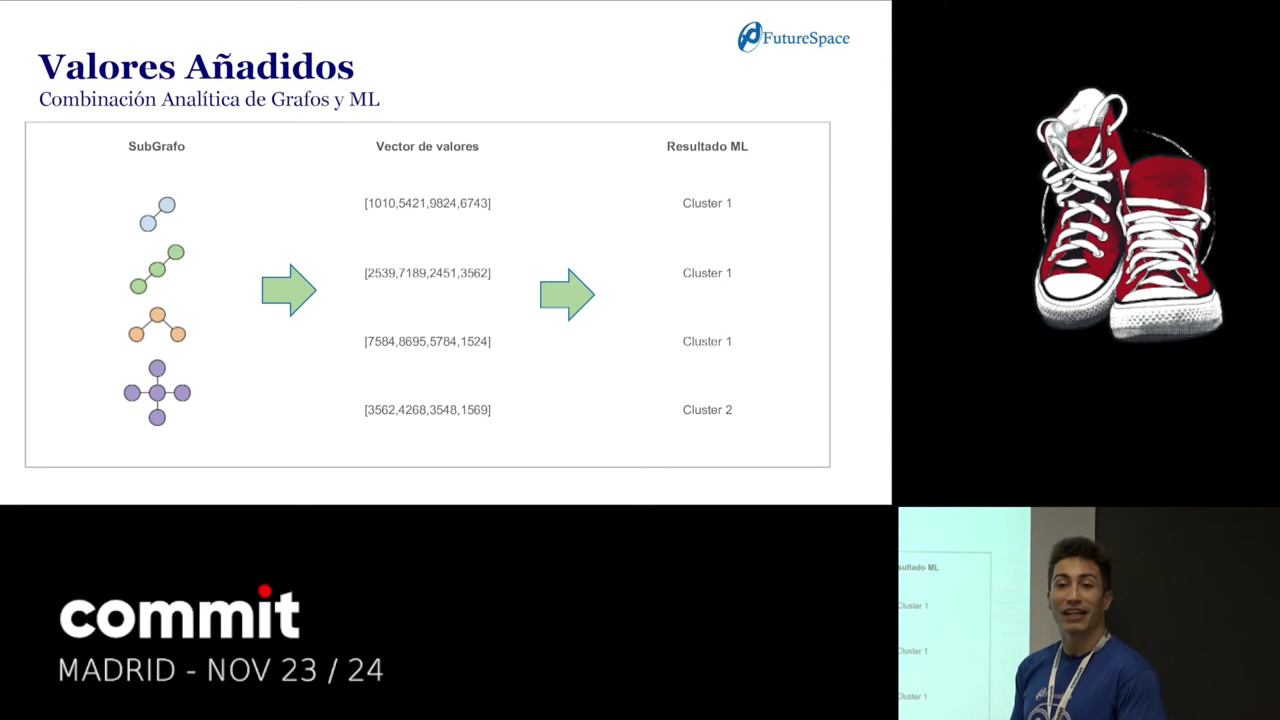 FutureSpace
Valores Añadidos
Combinación Analítica de Grafos y ML
SubGrafo Vector de valores Resultado ML
[1010,5421,9824,6743] Cluster 1
[2539,7189,2451,3562] Cluster 1
[7584,8695,5784,1524] Cluster 1
[3562,4268,3548,1569] Cluster 2
commit
MADRID - NOV 23 / 24
sultado ML
Cluster 1
Cluster 1
Cluster 1